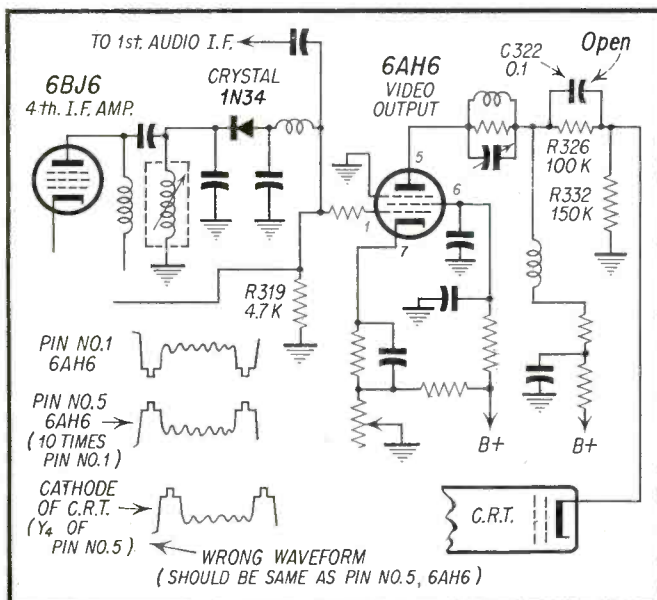 TO 1st. AUDIO I.F.
6BJ6
4th. I.F. AMP.
CRYSTAL
1N34
6AH6
VIDEO
OUTPUT
C322
0.1
Open
5
6
1
7
R326
100 K
R332
150 K
R319
4.7 K
PIN NO.1
6AH6
PIN NO.5
6AH6
(10 TIMES
PIN NO.1)
B+
B+
CATHODE
OF C.R.T.
(Y4 OF
PIN NO.5)
C.R.T.
WRONG WAVEFORM
(SHOULD BE SAME AS PIN NO.5, 6AH6)